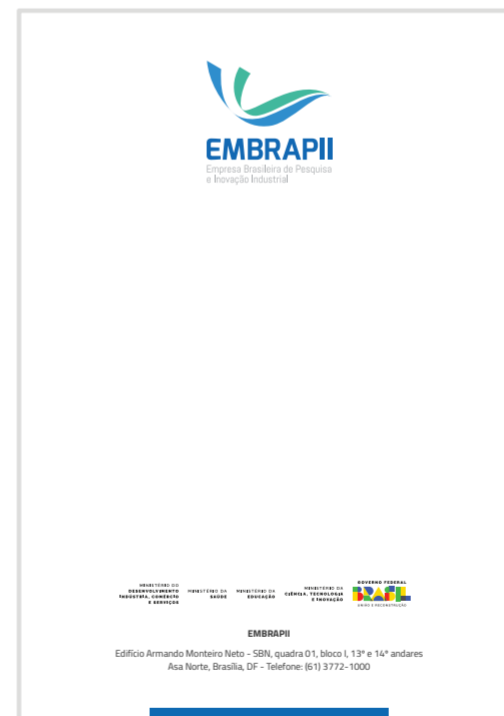 EMBRAPII
Empresa Brasileira de Pesquisa
e Inovação Industrial
MINISTÉRIO DO
DESENVOLVIMENTO
INDÚSTRIA, COMÉRCIO
E SERVIÇOS
MINISTÉRIO DA
SAÚDE
MINISTÉRIO DA
EDUCAÇÃO
MINISTÉRIO DA
CIÊNCIA, TECNOLOGIA
E INOVAÇÃO
GOVERNO FEDERAL
BRASIL
UNIÃO E RECONSTRUÇÃO
EMBRAPII
Edifício Armando Monteiro Neto - SBN, quadra 01, bloco I, 13º e 14º andares
Asa Norte, Brasília, DF - Telefone: (61) 3772-1000